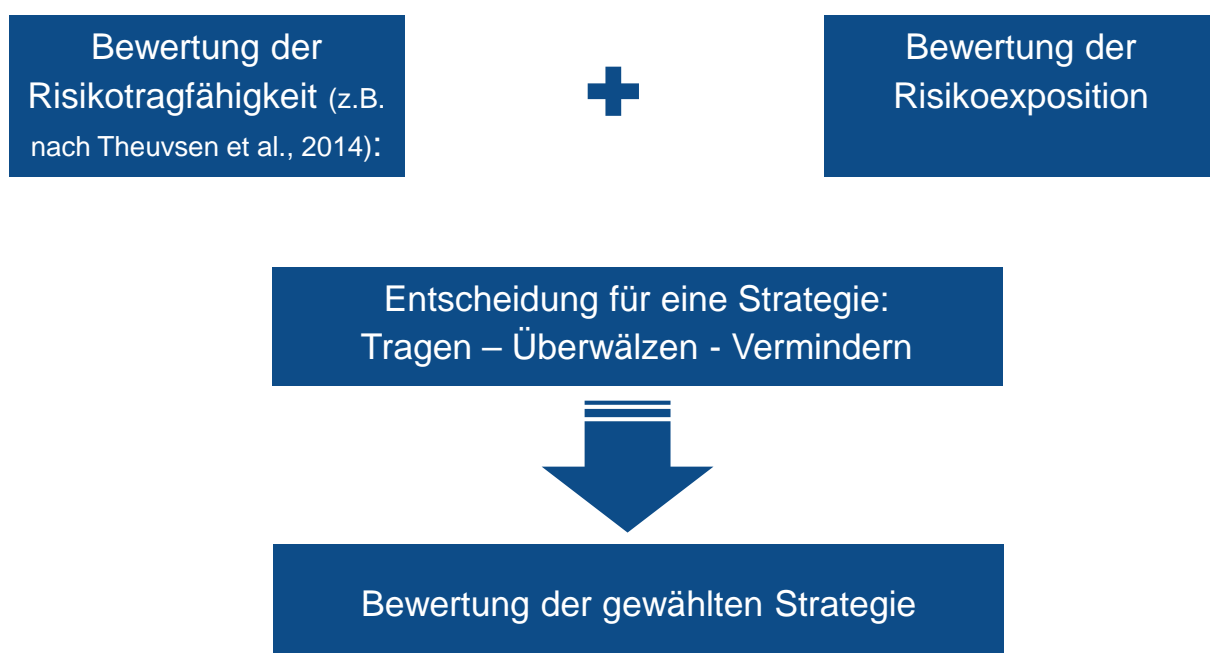 Bewertung der
Risikotragfähigkeit (z.B.
nach Theuvsen et al., 2014):
Bewertung der
Risikoexposition
Entscheidung für eine Strategie:
Tragen – Überwälzen - Vermindern
Bewertung der gewählten Strategie